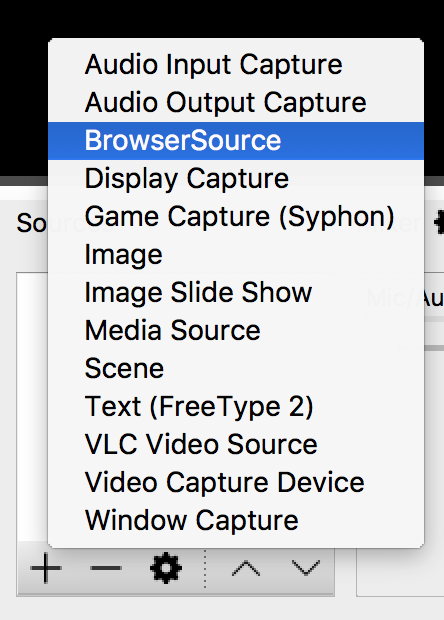 Audio Input Capture
Audio Output Capture
BrowserSource
Display Capture
Game Capture (Syphon)
Image
Image Slide Show
Media Source
Scene
Text (FreeType 2)
VLC Video Source
Video Capture Device
Window Capture
So
Mic/Au